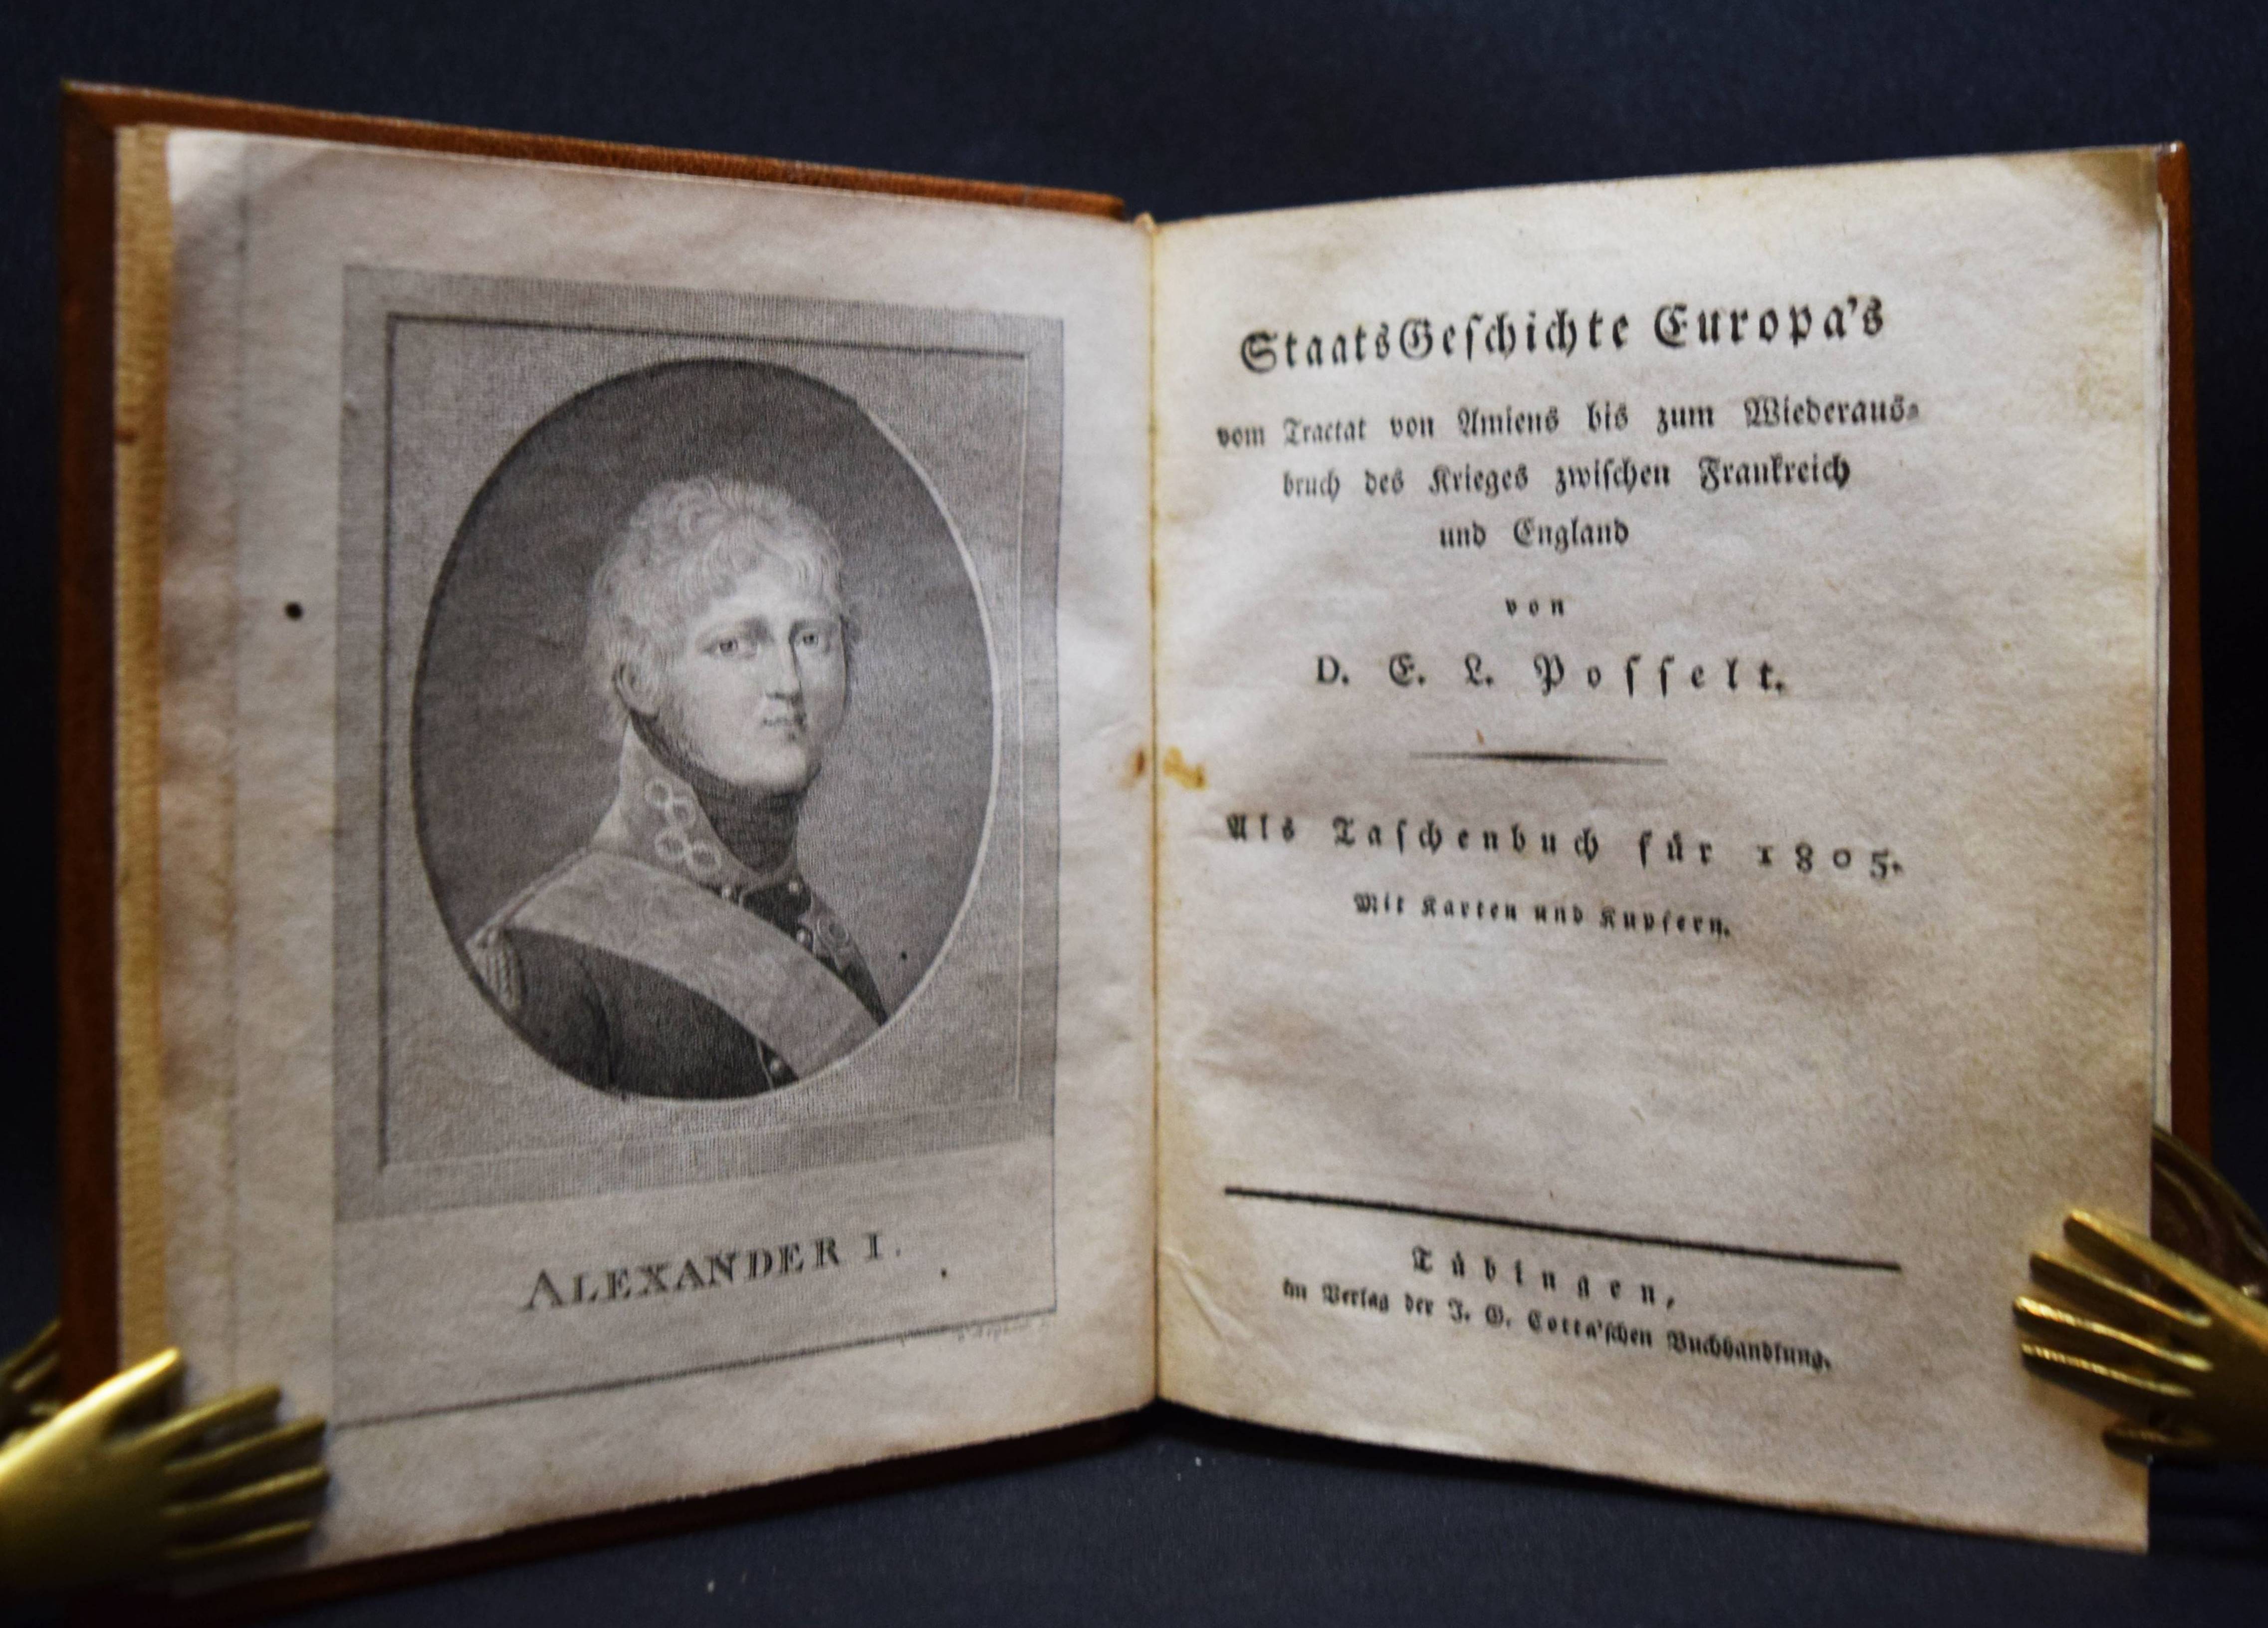 ALEXANDER I.
StaatsGeschichte Europa's
vom Tractat von Amiens bis zum Wiederaus-
bruch des Krieges zwischen Frankreich
und England
von
D. E. L. Posselt.
Als Taschenbuch für 1805.
Mit Karten und Kupfern.
Tübingen,
im Verlag der J. G. Cotta'schen Buchhandlung.